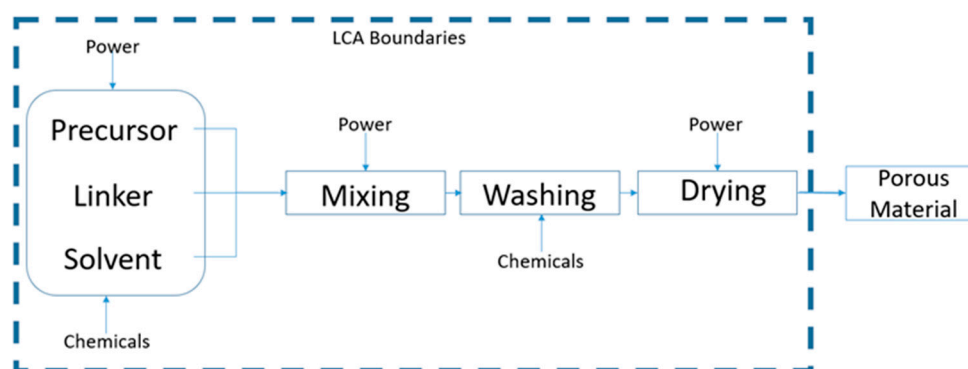 LCA Boundaries
Power
Precursor
Linker
Solvent
Chemicals
Power
Mixing
Washing
Chemicals
Power
Drying
Porous
Material